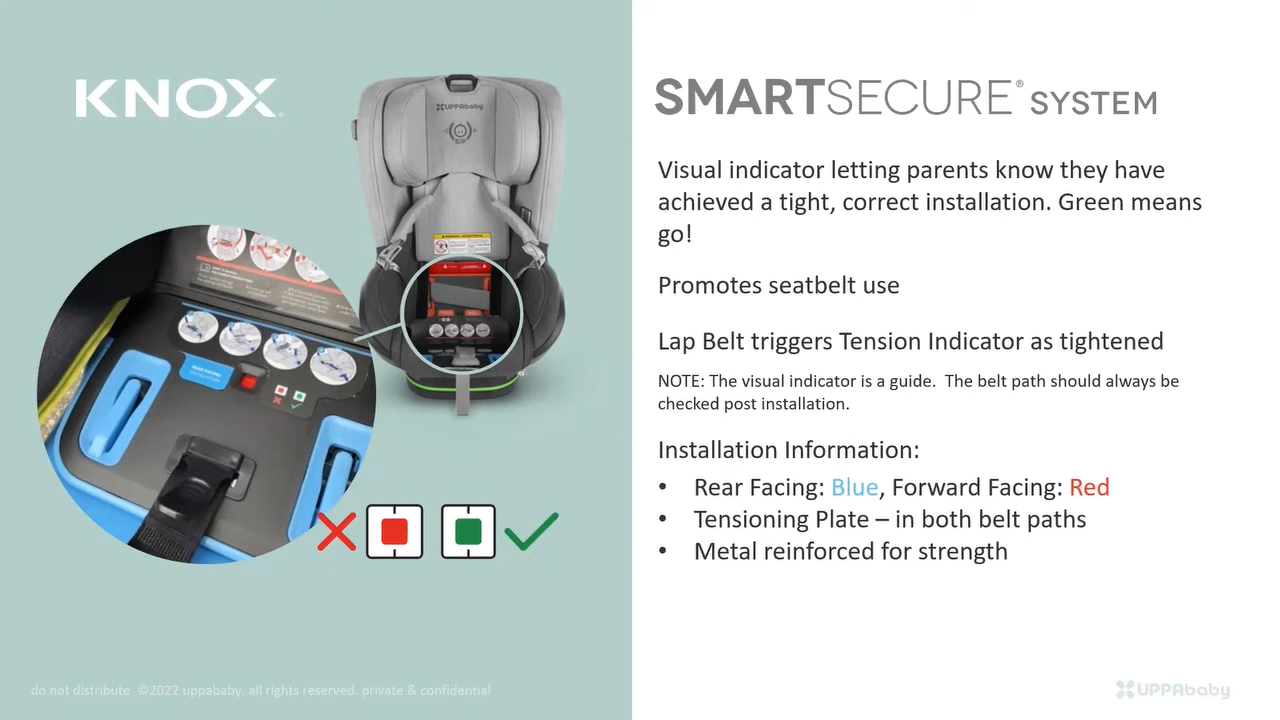 KNOX
UPPAbaby
SIP
REAR FACING
SMARTSECURE® SYSTEM
Visual indicator letting parents know they have
achieved a tight, correct installation. Green means
go!
Promotes seatbelt use
Lap Belt triggers Tension Indicator as tightened
NOTE: The visual indicator is a guide.  The belt path should always be
checked post installation.
Installation Information:
• Rear Facing: Blue, Forward Facing: Red
• Tensioning Plate – in both belt paths
• Metal reinforced for strength
do not distribute ©2022 uppababy, all rights reserved. private & confidential
UPPAbaby